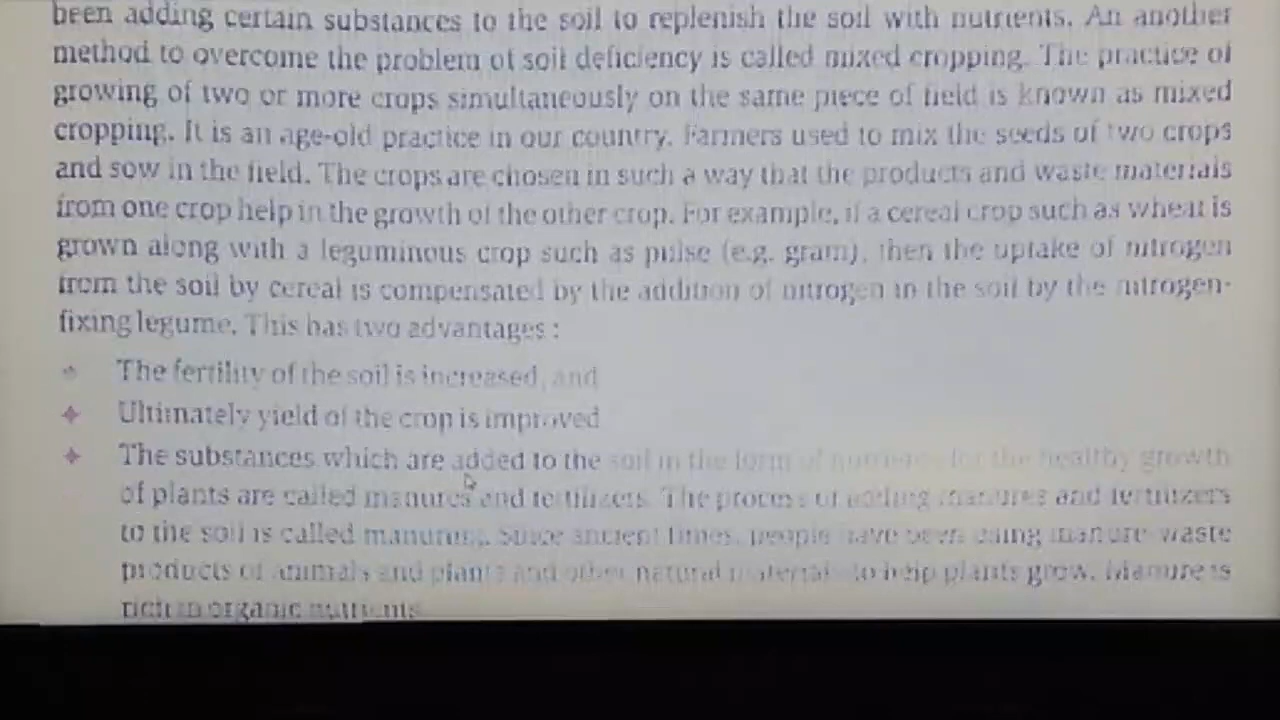 been adding certain substances to the soil to replenish the soil with nutrients. An another
method to overcome the problem of soil deficiency is called mixed cropping. The practice of
growing of two or more crops simultaneously on the same piece of field is known as mixed
cropping. It is an age-old practice in our country. Farmers used to mix the seeds of two crops
and sow in the field. The crops are chosen in such a way that the products and waste materials
from one crop help in the growth of the other crop. For example, if a cereal crop such as wheat is
grown along with a leguminous crop such as pulse (e.g. gram), then the uptake of nitrogen
from the soil by cereal is compensated by the addition of nitrogen in the soil by the nitrogen-
fixing legume. This has two advantages :
The fertility of the soil is increased, and
Ultimately yield of the crop is improved
The substances which are added to the soil in the form of nutrients for the healthy growth
of plants are called manures and fertilizers. The process of adding manures and fertilizers
to the soil is called manuring. Since ancient times, people have been using manure waste
products of animals and plants and other natural materials to help plants grow. Manure is
rich in organic nutrients